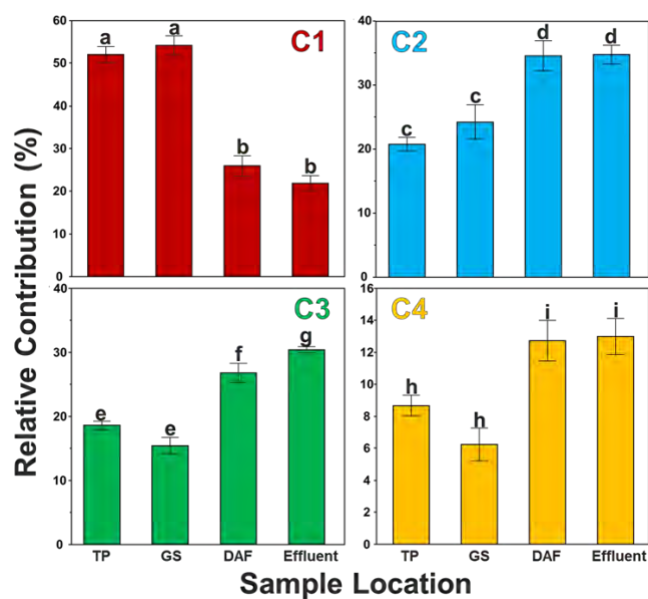 Relative Contribution (%)
C1
60
50
40
30
20
10
0
a
a
b
b
C2
40
30
20
10
0
c
c
d
d
C3
40
30
20
10
0
e
e
f
g
TP GS DAF Effluent
C4
16
14
12
10
8
6
4
2
0
h
h
i
i
TP GS DAF Effluent
Sample Location